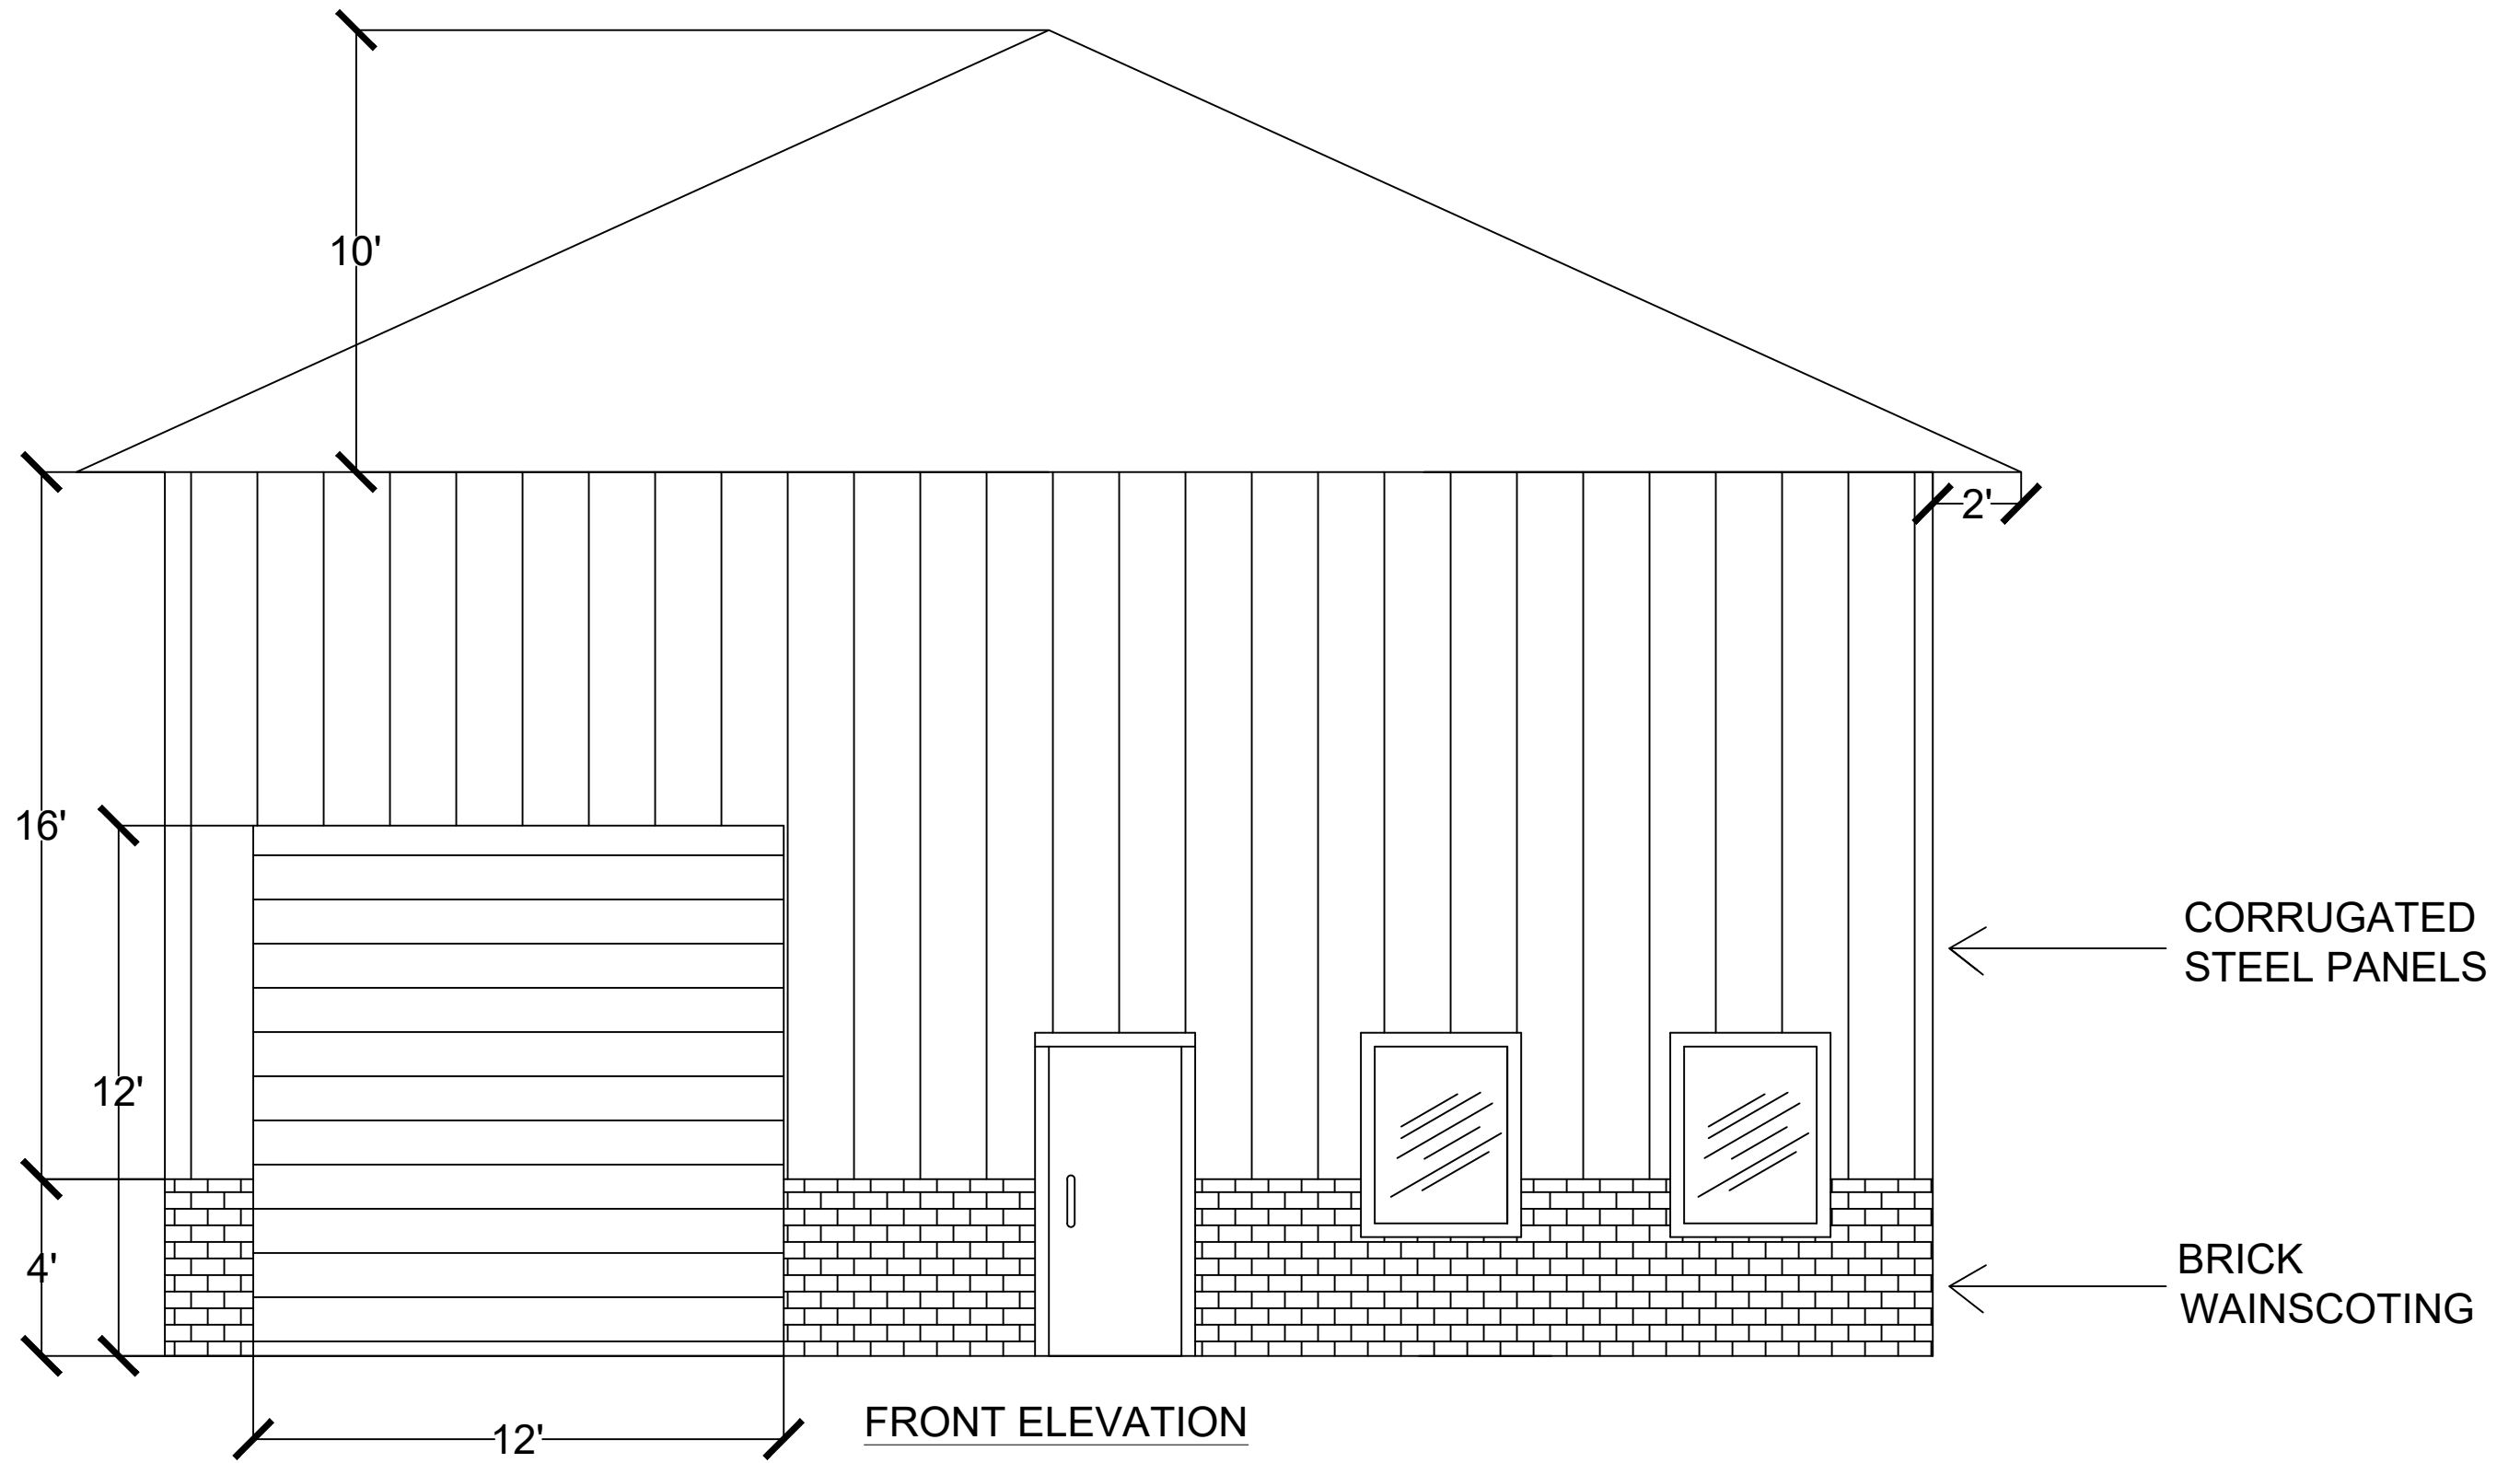 10'
2'
16'
CORRUGATED
STEEL PANELS
12'
BRICK
4'
WAINSCOTING
FRONT ELEVATION
12'